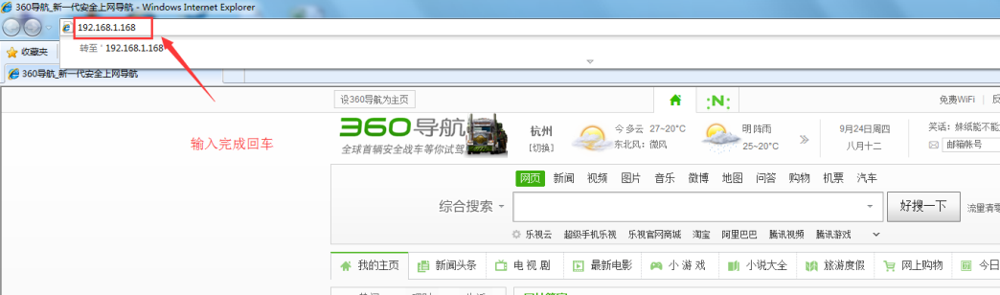 360导航_新一代安全上网导航 - Windows Internet Explorer
192.168.1.168
转至 ' 192.168.1.168'
收藏夹
360导航_新一代安全上网导航
设360导航为主页
:N:
免费WiFi
360导航
全球首辆安全战车等你试驾
杭州
[切换]
今 多云 27~20°C
东北风：微风
明 阵雨
25~20°C
9月24日周四
八月十二
笑话：妹纸能不能
邮箱帐号
输入完成回车
网页 新闻 视频 图片 音乐 微博 地图 问答 购物 机票 汽车
综合搜索
好搜一下
流量清零
乐视云 超级手机乐视 乐视官网商城 淘宝 阿里巴巴 腾讯视频 腾讯游戏
我的主页 新闻头条 电 视 剧 最新电影 小 游 戏 小说大全 旅游度假 网上购物 今日